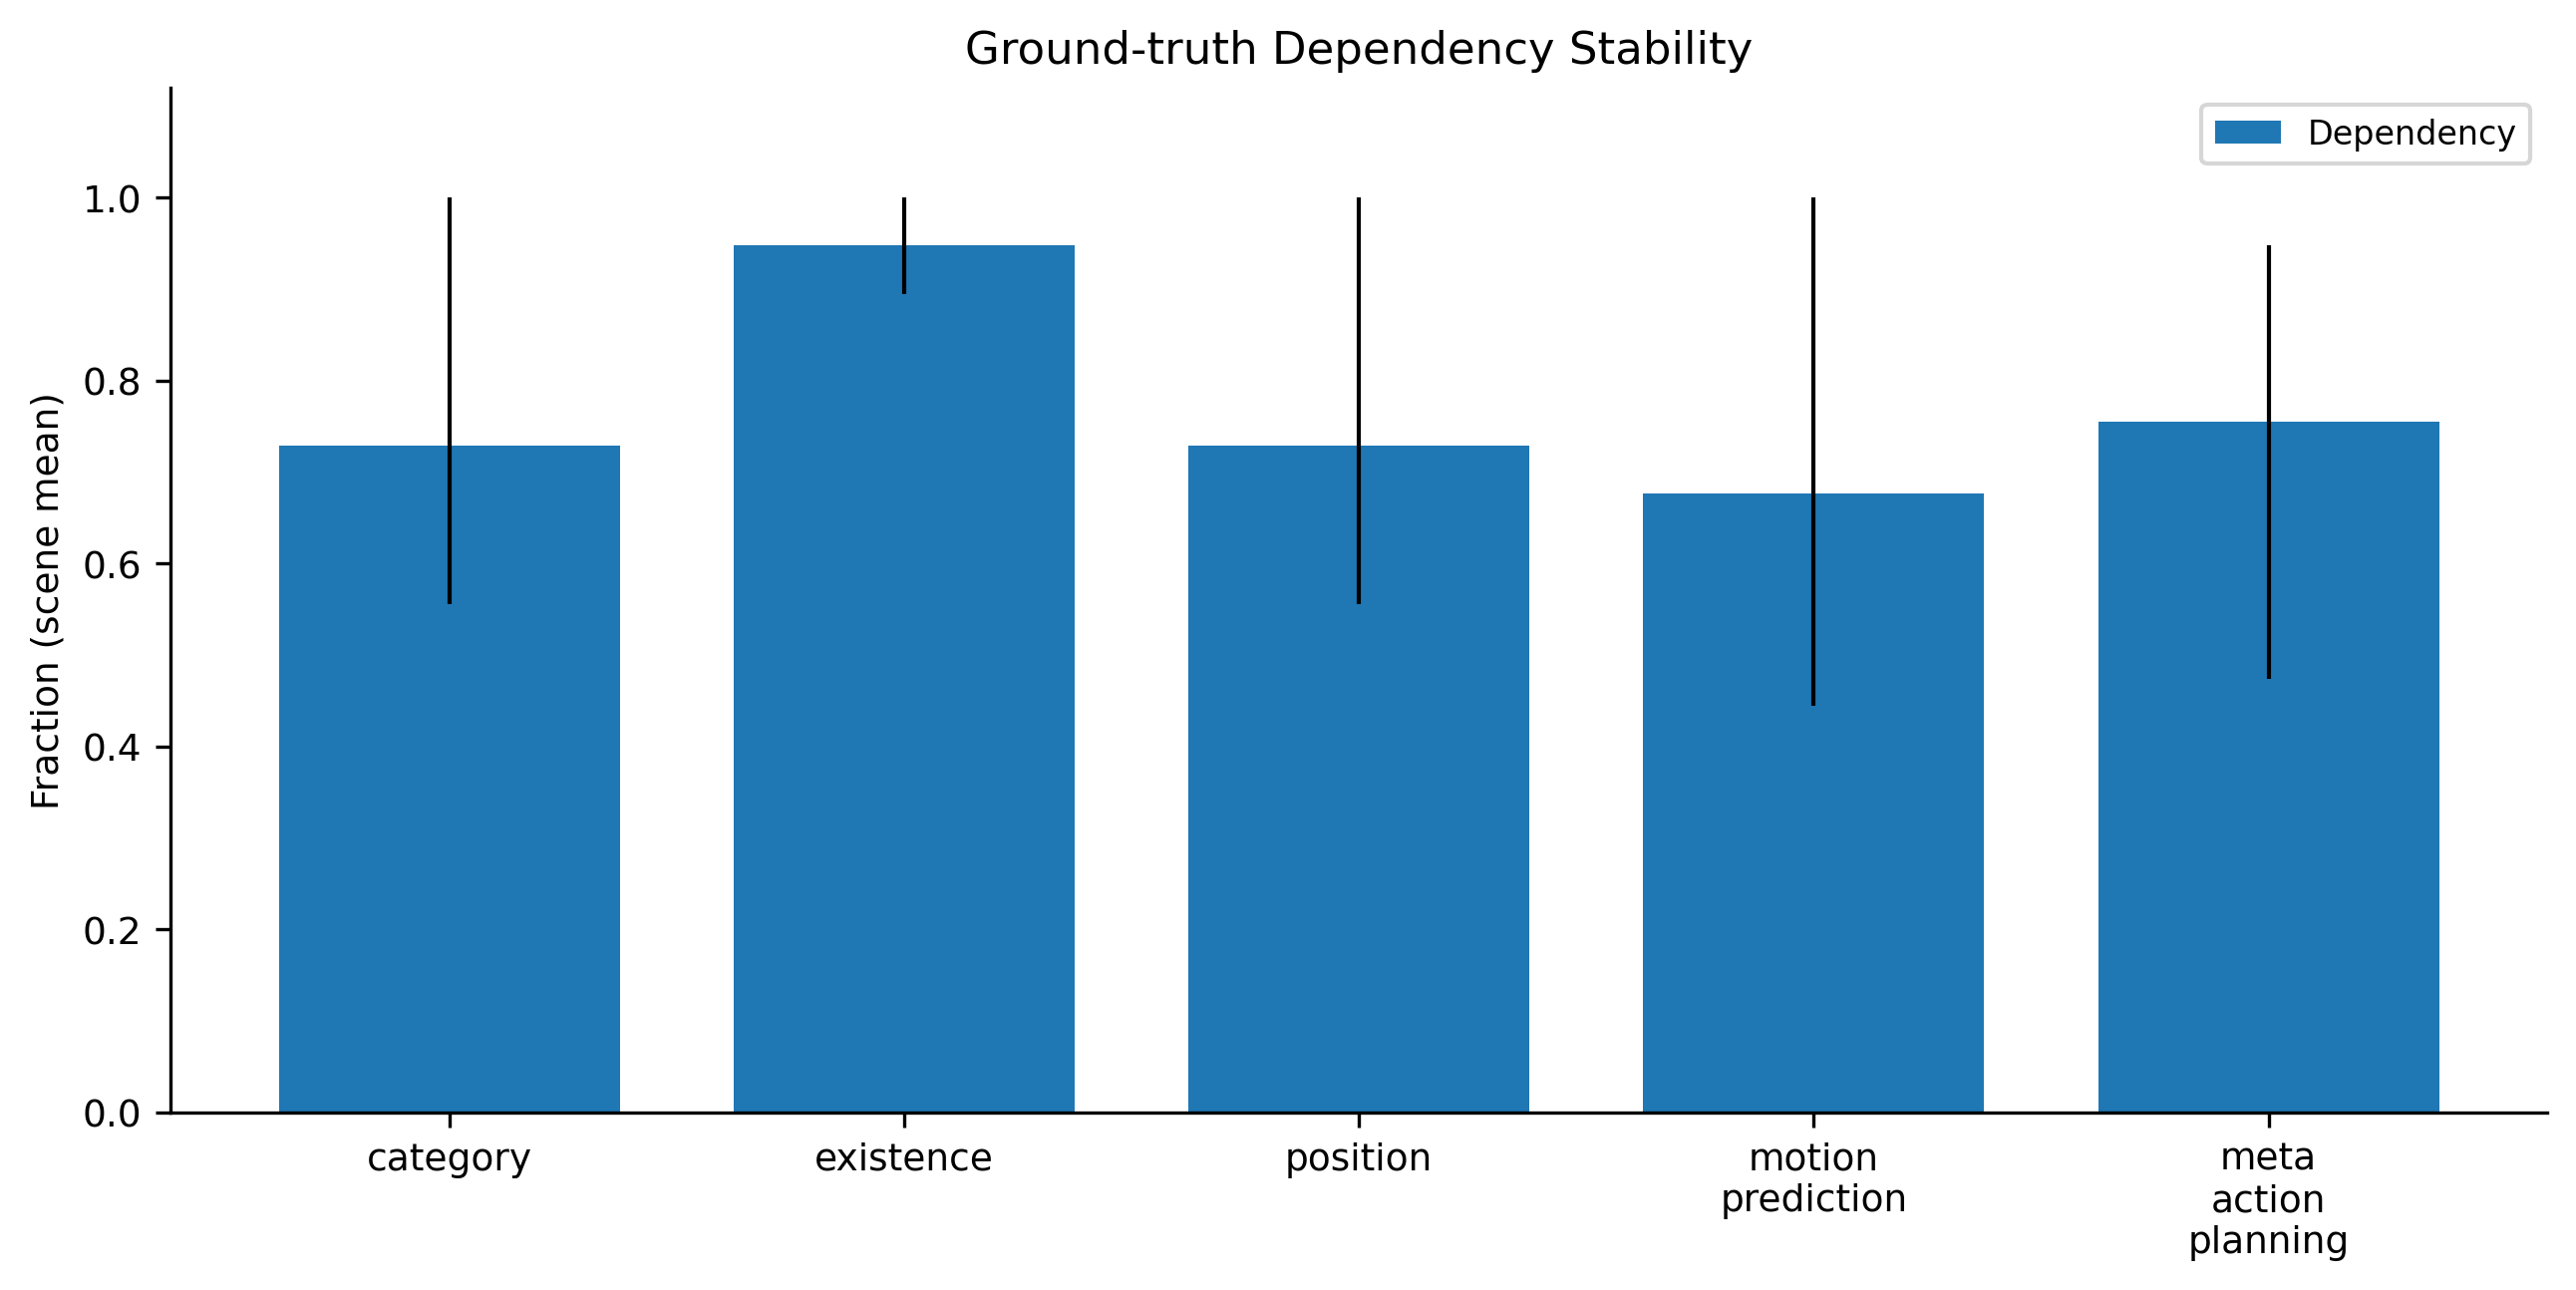 Ground-truth Dependency Stability
Dependency
Fraction (scene mean)
1.0
0.8
0.6
0.4
0.2
0.0
category
existence
position
motion
prediction
meta
action
planning